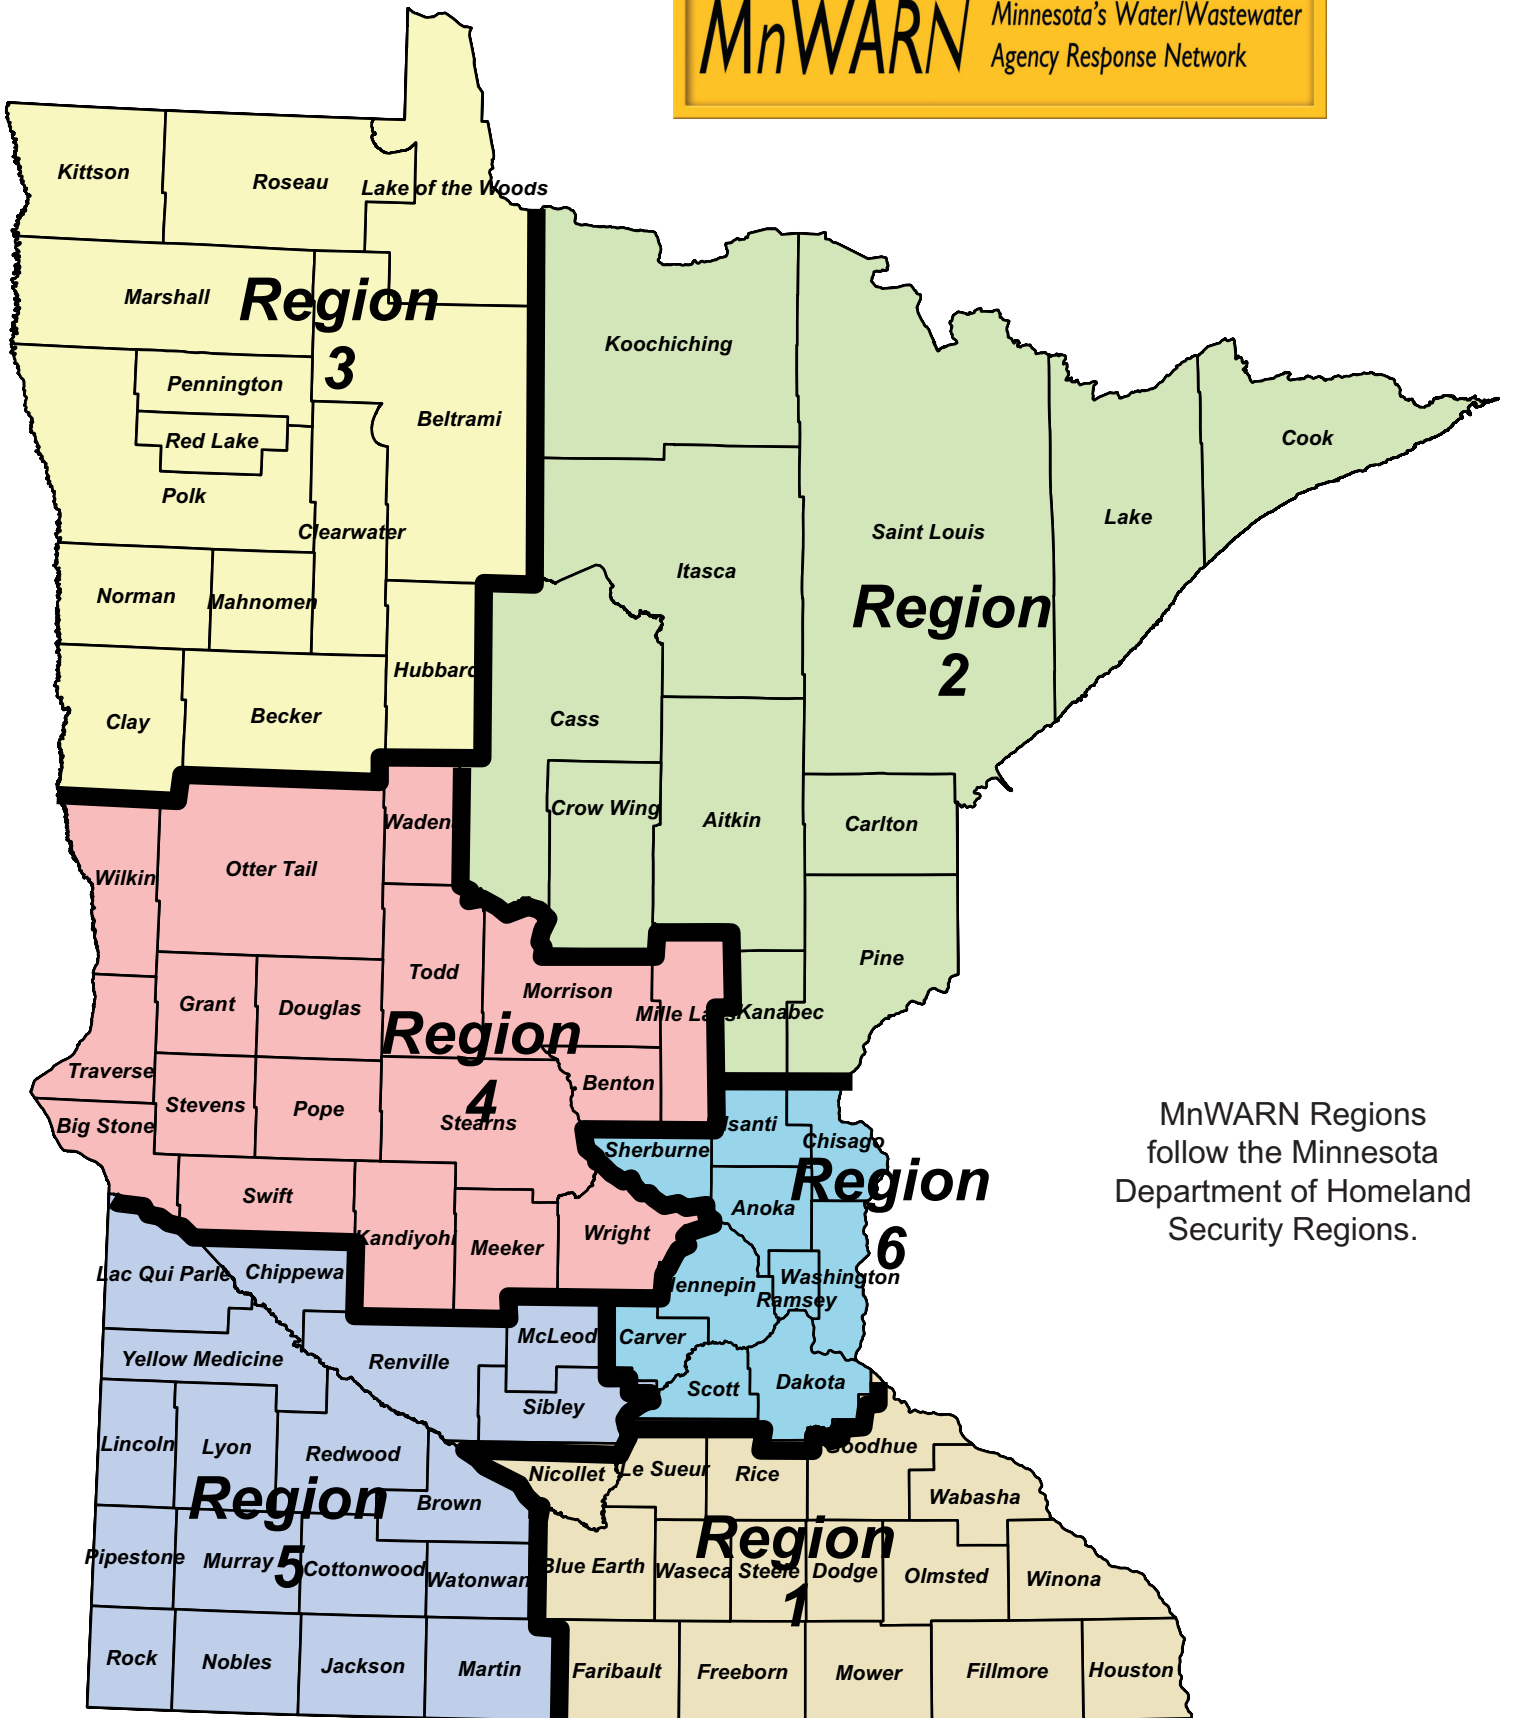 MnWARN
Minnesota's Water/Wastewater
Agency Response Network
Kittson
Roseau
Lake of the Woods
Marshall
Region
3
Pennington
Red Lake
Beltrami
Polk
Clearwater
Norman
Mahnomen
Hubbard
Clay
Becker
Koochiching
Cook
Lake
Saint Louis
Itasca
Region
2
Cass
Crow Wing
Aitkin
Carlton
Pine
Kanabec
Wadena
Otter Tail
Wilkin
Todd
Morrison
Mille Lacs
Grant
Douglas
Region
4
Traverse
Stevens
Pope
Stearns
Benton
Big Stone
Swift
Kandiyohi
Meeker
Wright
Isanti
Chisago
Sherburne
Region
6
Anoka
Hennepin
Washington
Ramsey
Carver
Scott
Dakota
MnWARN Regions
follow the Minnesota
Department of Homeland
Security Regions.
Lac Qui Parle
Chippewa
McLeod
Yellow Medicine
Renville
Sibley
Lincoln
Lyon
Redwood
Region
5
Brown
Pipestone
Murray
Cottonwood
Watonwan
Rock
Nobles
Jackson
Martin
Nicollet
Le Sueur
Rice
Goodhue
Wabasha
Region
1
Blue Earth
Waseca
Steele
Dodge
Olmsted
Winona
Faribault
Freeborn
Mower
Fillmore
Houston